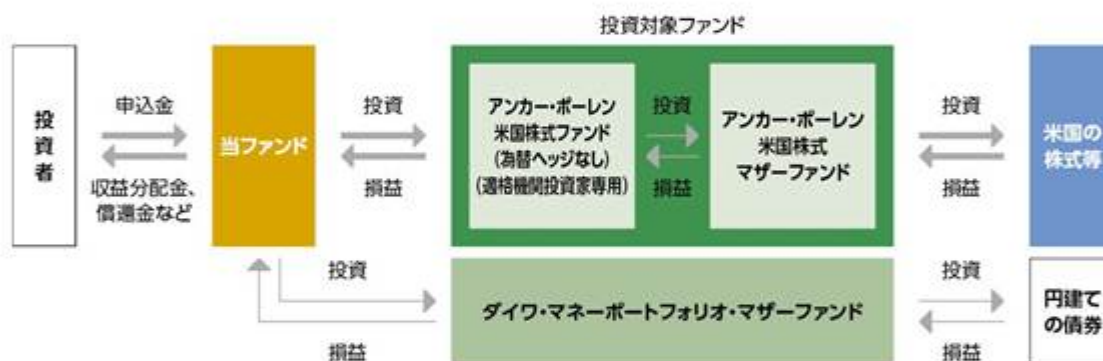 投資対象ファンド
投資者
申込金
収益分配金、
償還金など
当ファンド
投資
損益
アンカー・ボーレン
米国株式ファンド
(為替ヘッジなし)
(適格機関投資家専用)
投資
損益
アンカー・ボーレン
米国株式
マザーファンド
投資
損益
米国の
株式等
投資
損益
ダイワ・マネーポートフォリオ・マザーファンド
投資
損益
円建て
の債券